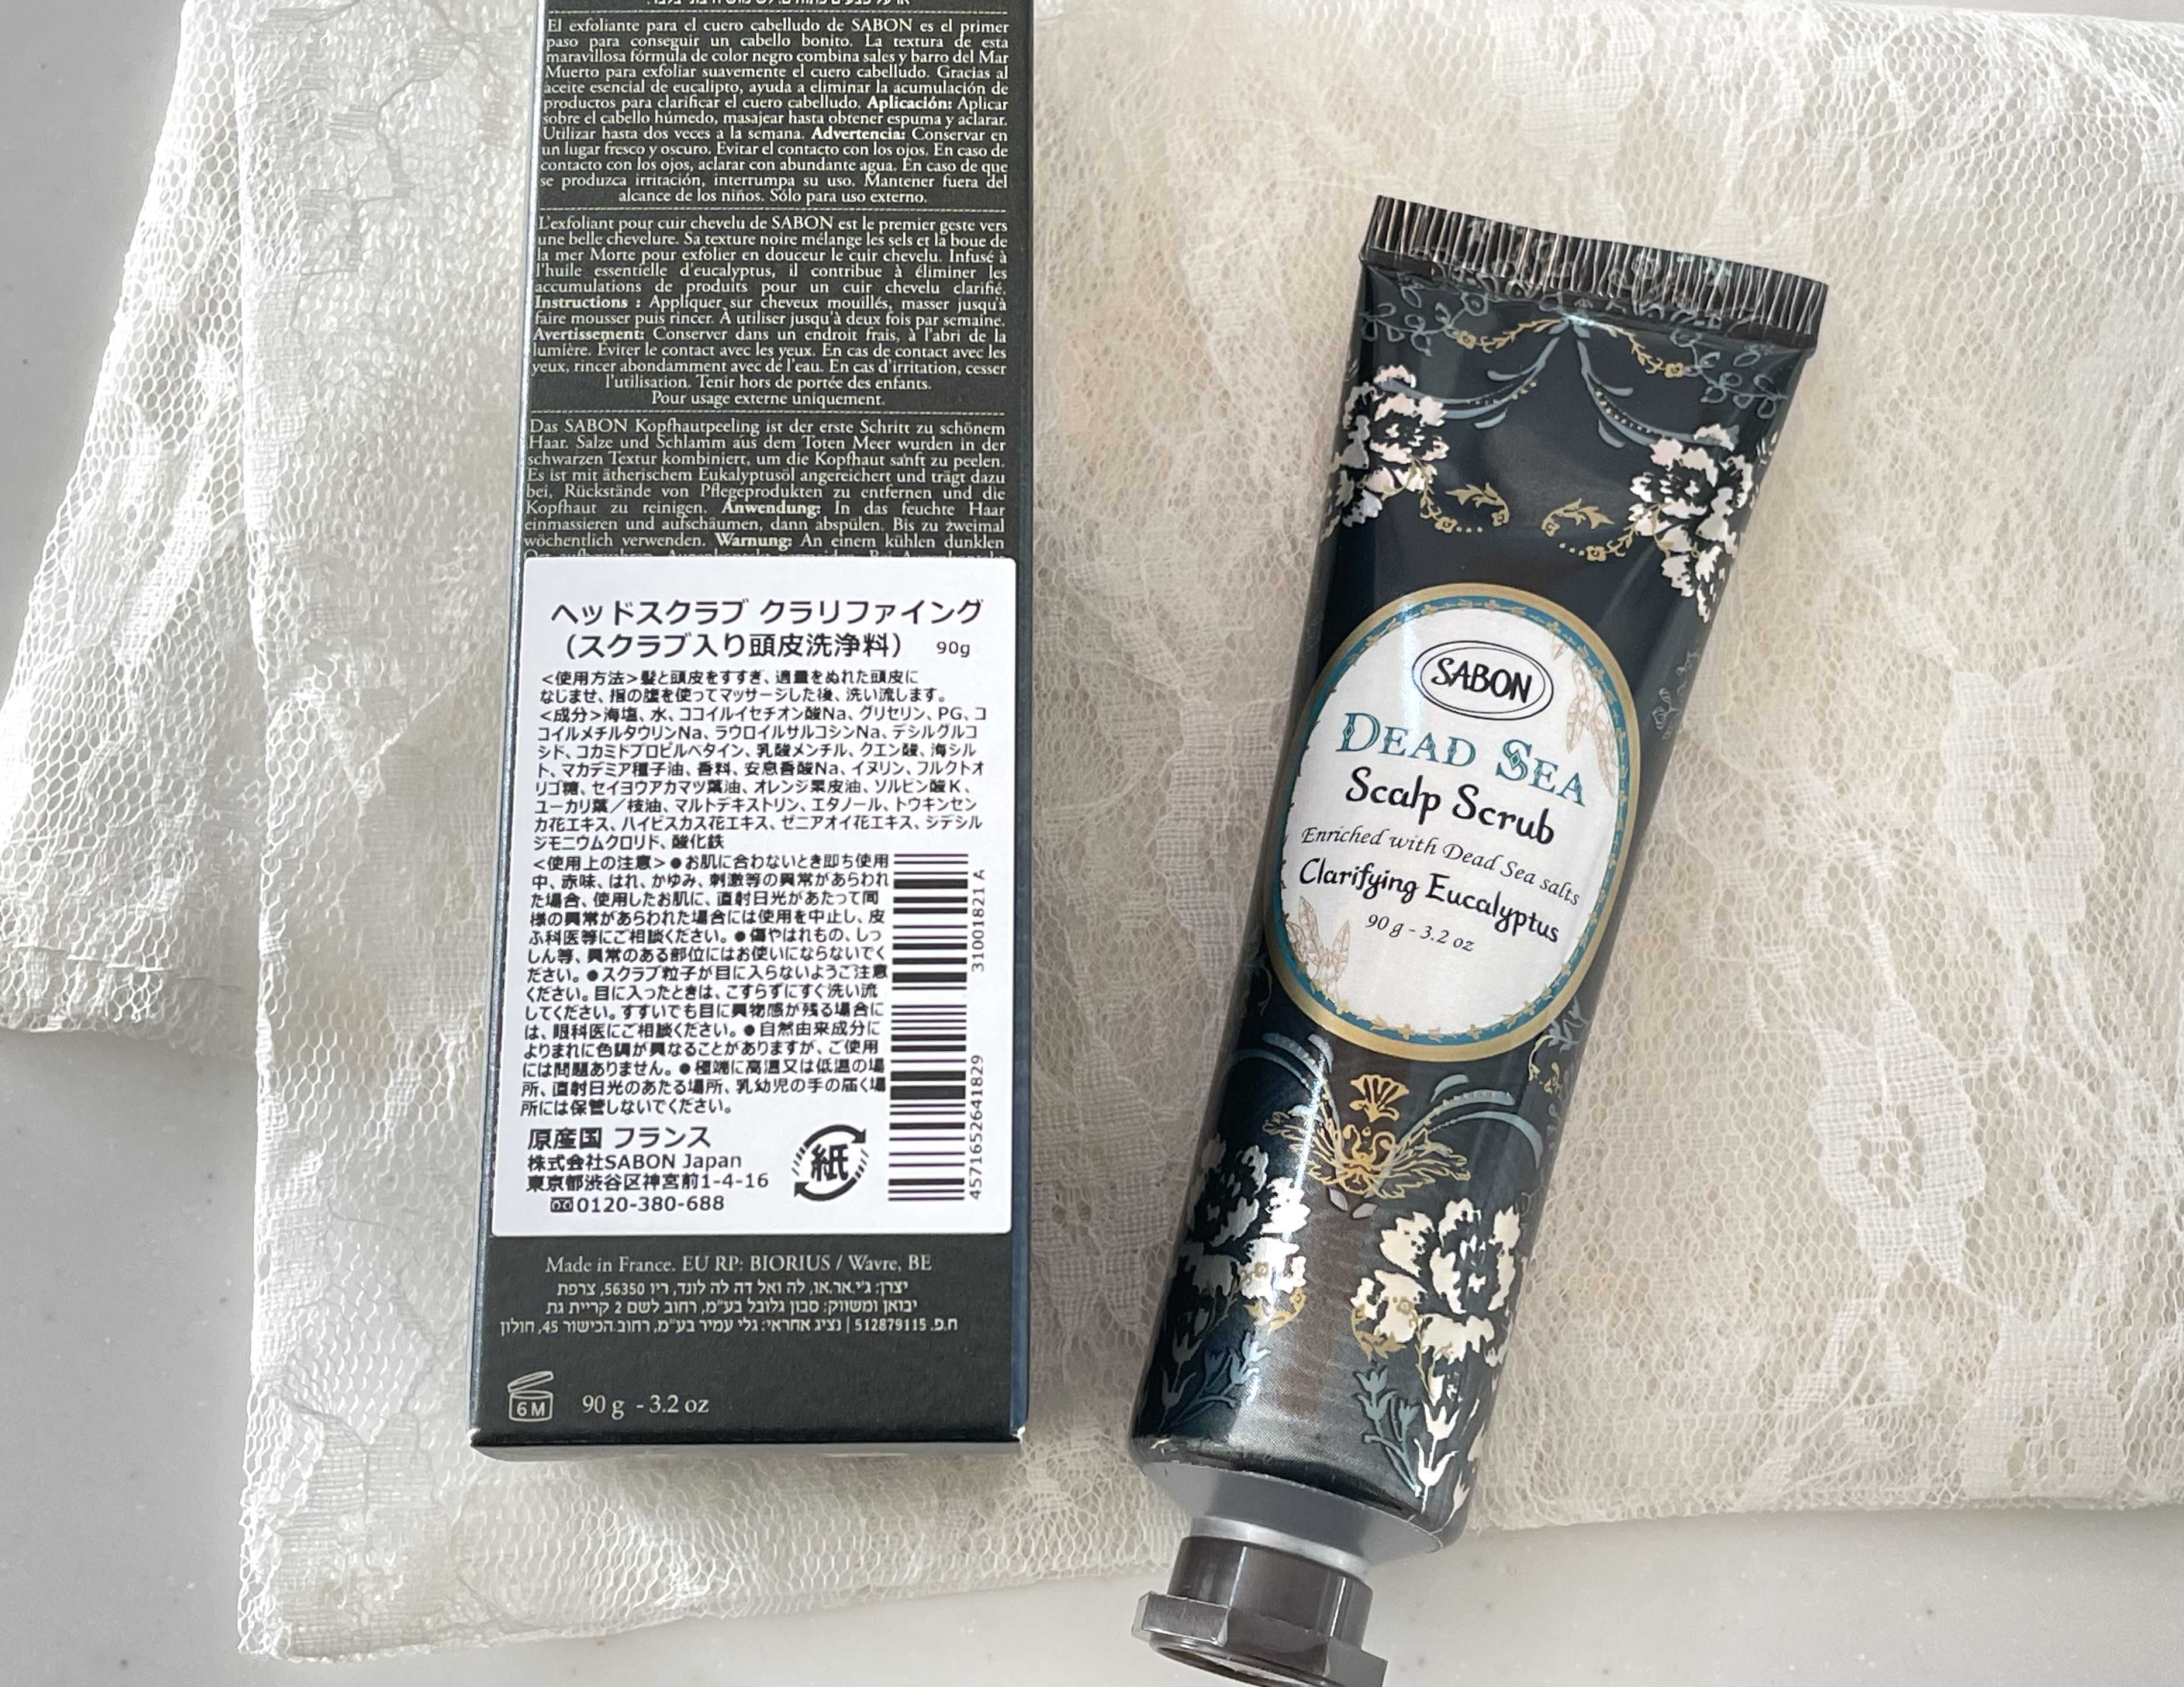 El exfoliante para el cuero cabelludo de SABON es el primer
paso para conseguir un cabello bonito. La textura de esta
maravillosa fórmula de color negro combina sales y barro del Mar
Muerto para exfoliar suavemente el cuero cabelludo. Gracias al
aceite esencial de eucalipto, ayuda a eliminar la acumulación de
productos para clarificar el cuero cabelludo. Aplicación: Aplicar
sobre el cabello húmedo, masajear hasta obtener espuma y aclarar.
Utilizar hasta dos veces a la semana. Advertencia: Conservar en
un lugar fresco y oscuro. Evitar el contacto con los ojos. En caso de
contacto con los ojos, aclarar con abundante agua. En caso de que
se produzca irritación, interrumpa su uso. Mantener fuera del
alcance de los niños. Sólo para uso externo.
L'exfoliant pour cuir chevelu de SABON est le premier geste vers
une belle chevelure. Sa texture noire mélange les sels et la boue de
la mer Morte pour exfolier en douceur le cuir chevelu. Infusé à
l'huile essentielle d'eucalyptus, il contribue à éliminer les
accumulations de produits pour un cuir chevelu clarifié.
Instructions : Appliquer sur cheveux mouillés, masser jusqu'à
faire mousser puis rincer. À utiliser jusqu'à deux fois par semaine.
Avertissement: Conserver dans un endroit frais, à l'abri de la
lumière. Éviter le contact avec les yeux. En cas de contact avec les
yeux, rincer abondamment avec de l'eau. En cas d'irritation, cesser
l'utilisation. Tenir hors de portée des enfants.
Pour usage externe uniquement.
Das SABON Kopfhautpeeling ist der erste Schritt zu schönem
Haar. Salze und Schlamm aus dem Toten Meer wurden in der
schwarzen Textur kombiniert, um die Kopfhaut sanft zu peelen.
Es ist mit ätherischem Eukalyptusöl angereichert und trägt dazu
bei, Rückstände von Pflegeprodukten zu entfernen und die
Kopfhaut zu reinigen. Anwendung: In das feuchte Haar
einmassieren und aufschäumen, dann abspülen. Bis zu zweimal
wöchentlich verwenden. Warnung: An einem kühlen dunklen
ヘッドスクラブ クラリファイング
（スクラブ入り頭皮洗浄料） 90g
＜使用方法＞髪と頭皮をすすぎ、適量をぬれた頭皮に
なじませ、指の腹を使ってマッサージした後、洗い流します。
＜成分＞海塩、水、ココイルイセチオン酸Na、グリセリン、PG、コ
コイルメチルタウリンNa、ラウロイルサルコシンNa、デシルグルコ
シド、コカミドプロピルベタイン、乳酸メンチル、クエン酸、海シル
ト、マカデミア種子油、香料、安息香酸Na、イヌリン、フルクトオ
リゴ糖、セイヨウアカマツ葉油、オレンジ果皮油、ソルビン酸K、
ユーカリ葉／枝油、マルトデキストリン、エタノール、トウキンセン
カ花エキス、ハイビスカス花エキス、ゼニアオイ花エキス、ジデシル
ジモニウムクロリド、酸化鉄
＜使用上の注意＞●お肌に合わないとき即ち使用
中、赤味、はれ、かゆみ、刺激等の異常があらわれ
た場合、使用したお肌に、直射日光があたって同
様の異常があらわれた場合には使用を中止し、皮
ふ科医等にご相談ください。●傷やはれもの、しっ
しん等、異常のある部位にはお使いにならないでく
ださい。●スクラブ粒子が目に入らないようご注意
ください。目に入ったときは、こすらずにすぐ洗い流
してください。すすいでも目に異物感が残る場合に
は、眼科医にご相談ください。●自然由来成分に
よりまれに色調が異なることがありますが、ご使用
には問題ありません。●極端に高温又は低温の場
所、直射日光のあたる場所、乳幼児の手の届く場
所には保管しないでください。
31001821 A
4571652641829
原産国 フランス
株式会社SABON Japan
東京都渋谷区神宮前1-4-16
0120-380-688
紙
Made in France. EU RP: BIORIUS / Wavre, BE
יצרן: ג'י.אר.או, לה ואל דה לה לונד, ריו 56350, צרפת
יבואן ומשווק: סבון גלובל בע"מ, רחוב לשם 2 קריית גת
ח.פ. 512879115 | נציג אחראי: גלי עמיר בע"מ, רחוב הכישור 45, חולון
6M
90 g - 3.2 oz
SABON
DEAD SEA
Scalp Scrub
Enriched with Dead Sea salts
Clarifying Eucalyptus
90 g - 3.2 oz